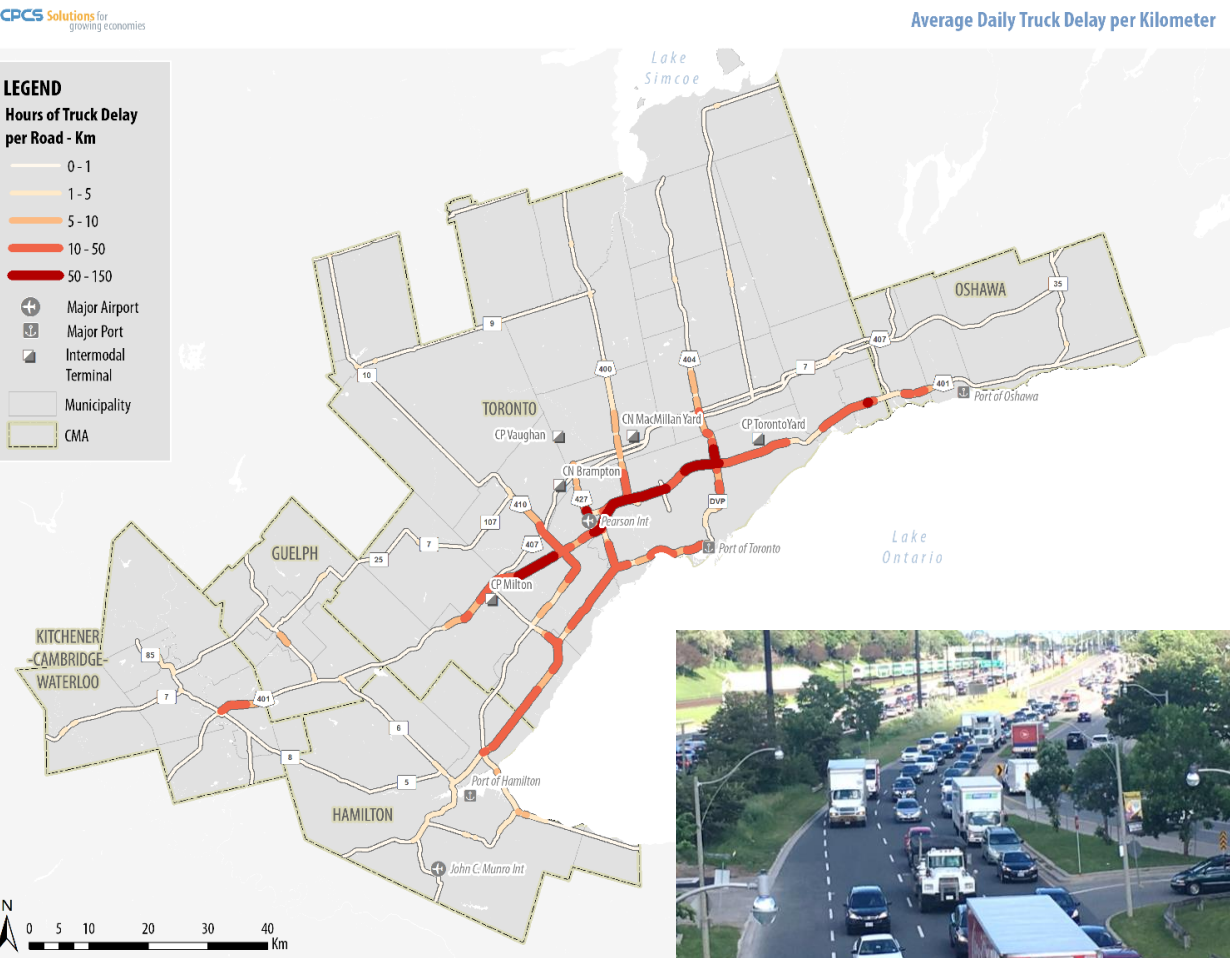 CPCS Solutions for
growing economies
Average Daily Truck Delay per Kilometer
LEGEND
Hours of Truck Delay
per Road - Km
0 - 1
1 - 5
5 - 10
10 - 50
50 - 150
Major Airport
Major Port
Intermodal
Terminal
Municipality
CMA
Lake
Simcoe
OSHAWA
35
9
407
400
404
7
10
401
Port of Oshawa
TORONTO
CN MacMillan Yard
CP Vaughan
CP TorontoYard
CN Brampton
427
410
DVP
107
Pearson Int
407
7
Lake
Ontario
Port of Toronto
GUELPH
25
CP Milton
KITCHENER
-CAMBRIDGE-
WATERLOO
85
7
401
6
8
5
Port of Hamilton
HAMILTON
John C. Munro Int
N
0 5 10 20 30 40
Km